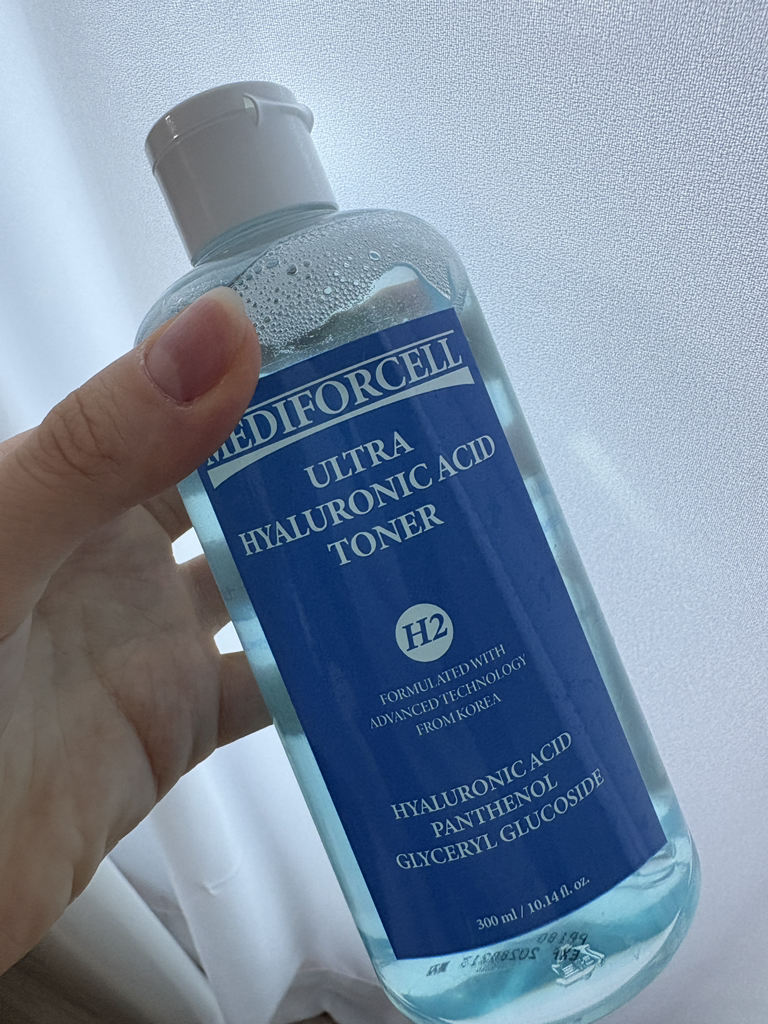 MEDIFORCELL
ULTRA
HYALURONIC ACID
TONER
H2
FORMULATED WITH
ADVANCED TECHNOLOGY
FROM KOREA
HYALURONIC ACID
PANTHENOL
GLYCERYL GLUCOSIDE
300 ml / 10.14 fl. oz.